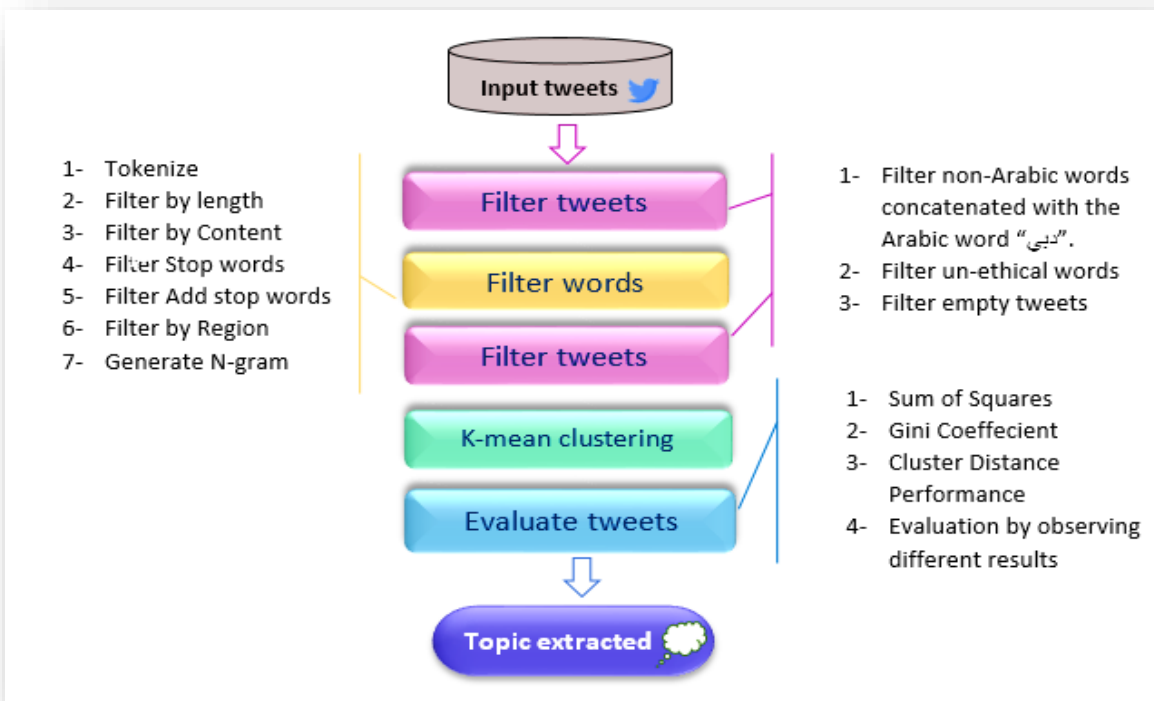 Input tweets
1- Tokenize
2- Filter by length
3- Filter by Content
4- Filter Stop words
5- Filter Add stop words
6- Filter by Region
7- Generate N-gram
Filter tweets
Filter words
Filter tweets
K-mean clustering
Evaluate tweets
1- Filter non-Arabic words
concatenated with the
Arabic word “دبي”.
2- Filter un-ethical words
3- Filter empty tweets
1- Sum of Squares
2- Gini Coeffecient
3- Cluster Distance
Performance
4- Evaluation by observing
different results
Topic extracted